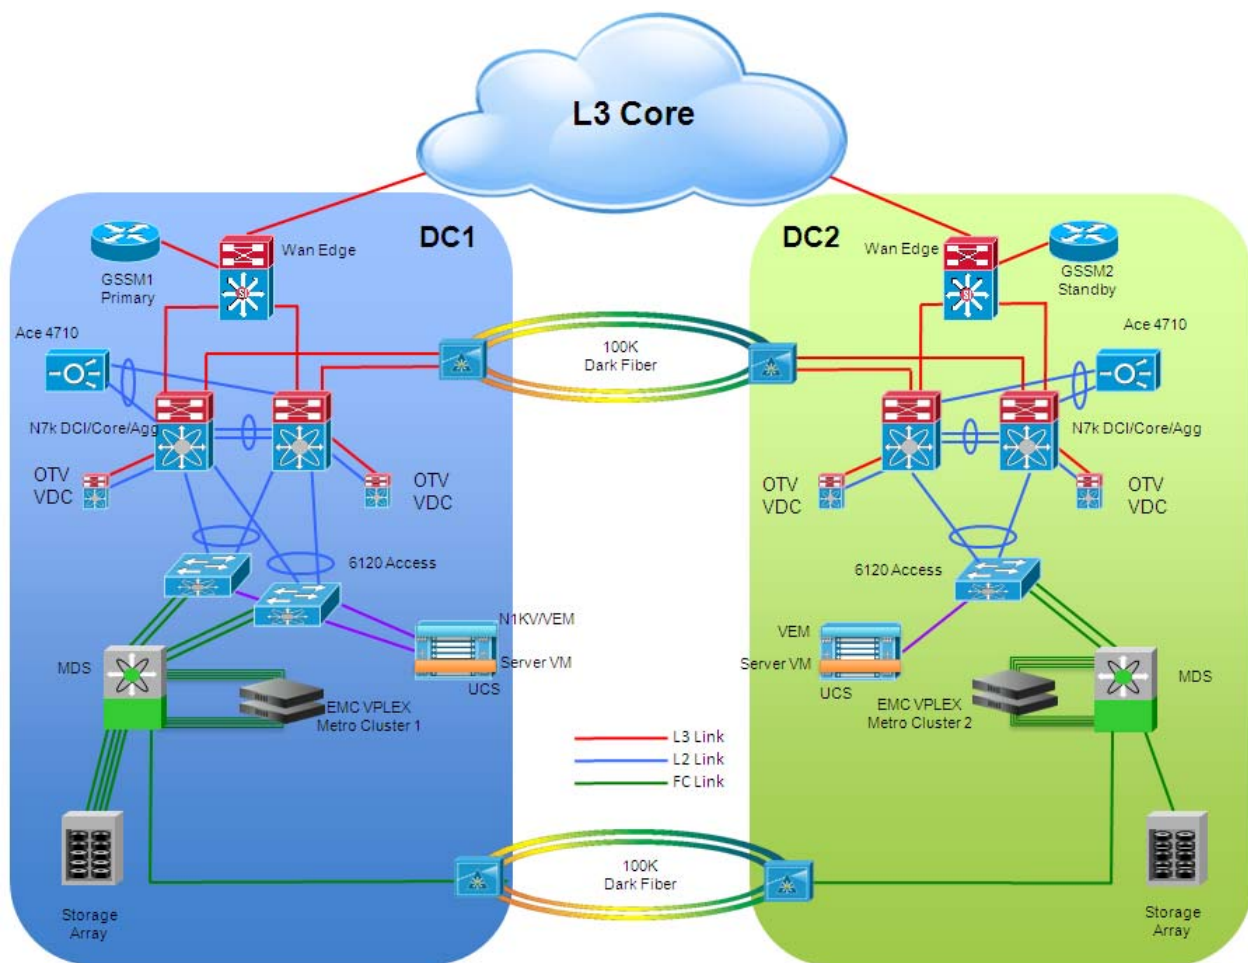 L3 Core
DC1
Wan Edge
GSSM1
Primary
Ace 4710
N7k DCI/Core/Agg
OTV
VDC
OTV
VDC
6120 Access
N1KV/VEM
Server VM
UCS
MDS
EMC VPLEX
Metro Cluster 1
Storage
Array
100K
Dark Fiber
L3 Link
L2 Link
FC Link
100K
Dark Fiber
DC2
Wan Edge
GSSM2
Standby
Ace 4710
N7k DCI/Core/Agg
OTV
VDC
OTV
VDC
6120 Access
VEM
Server VM
UCS
EMC VPLEX
Metro Cluster 2
MDS
Storage
Array